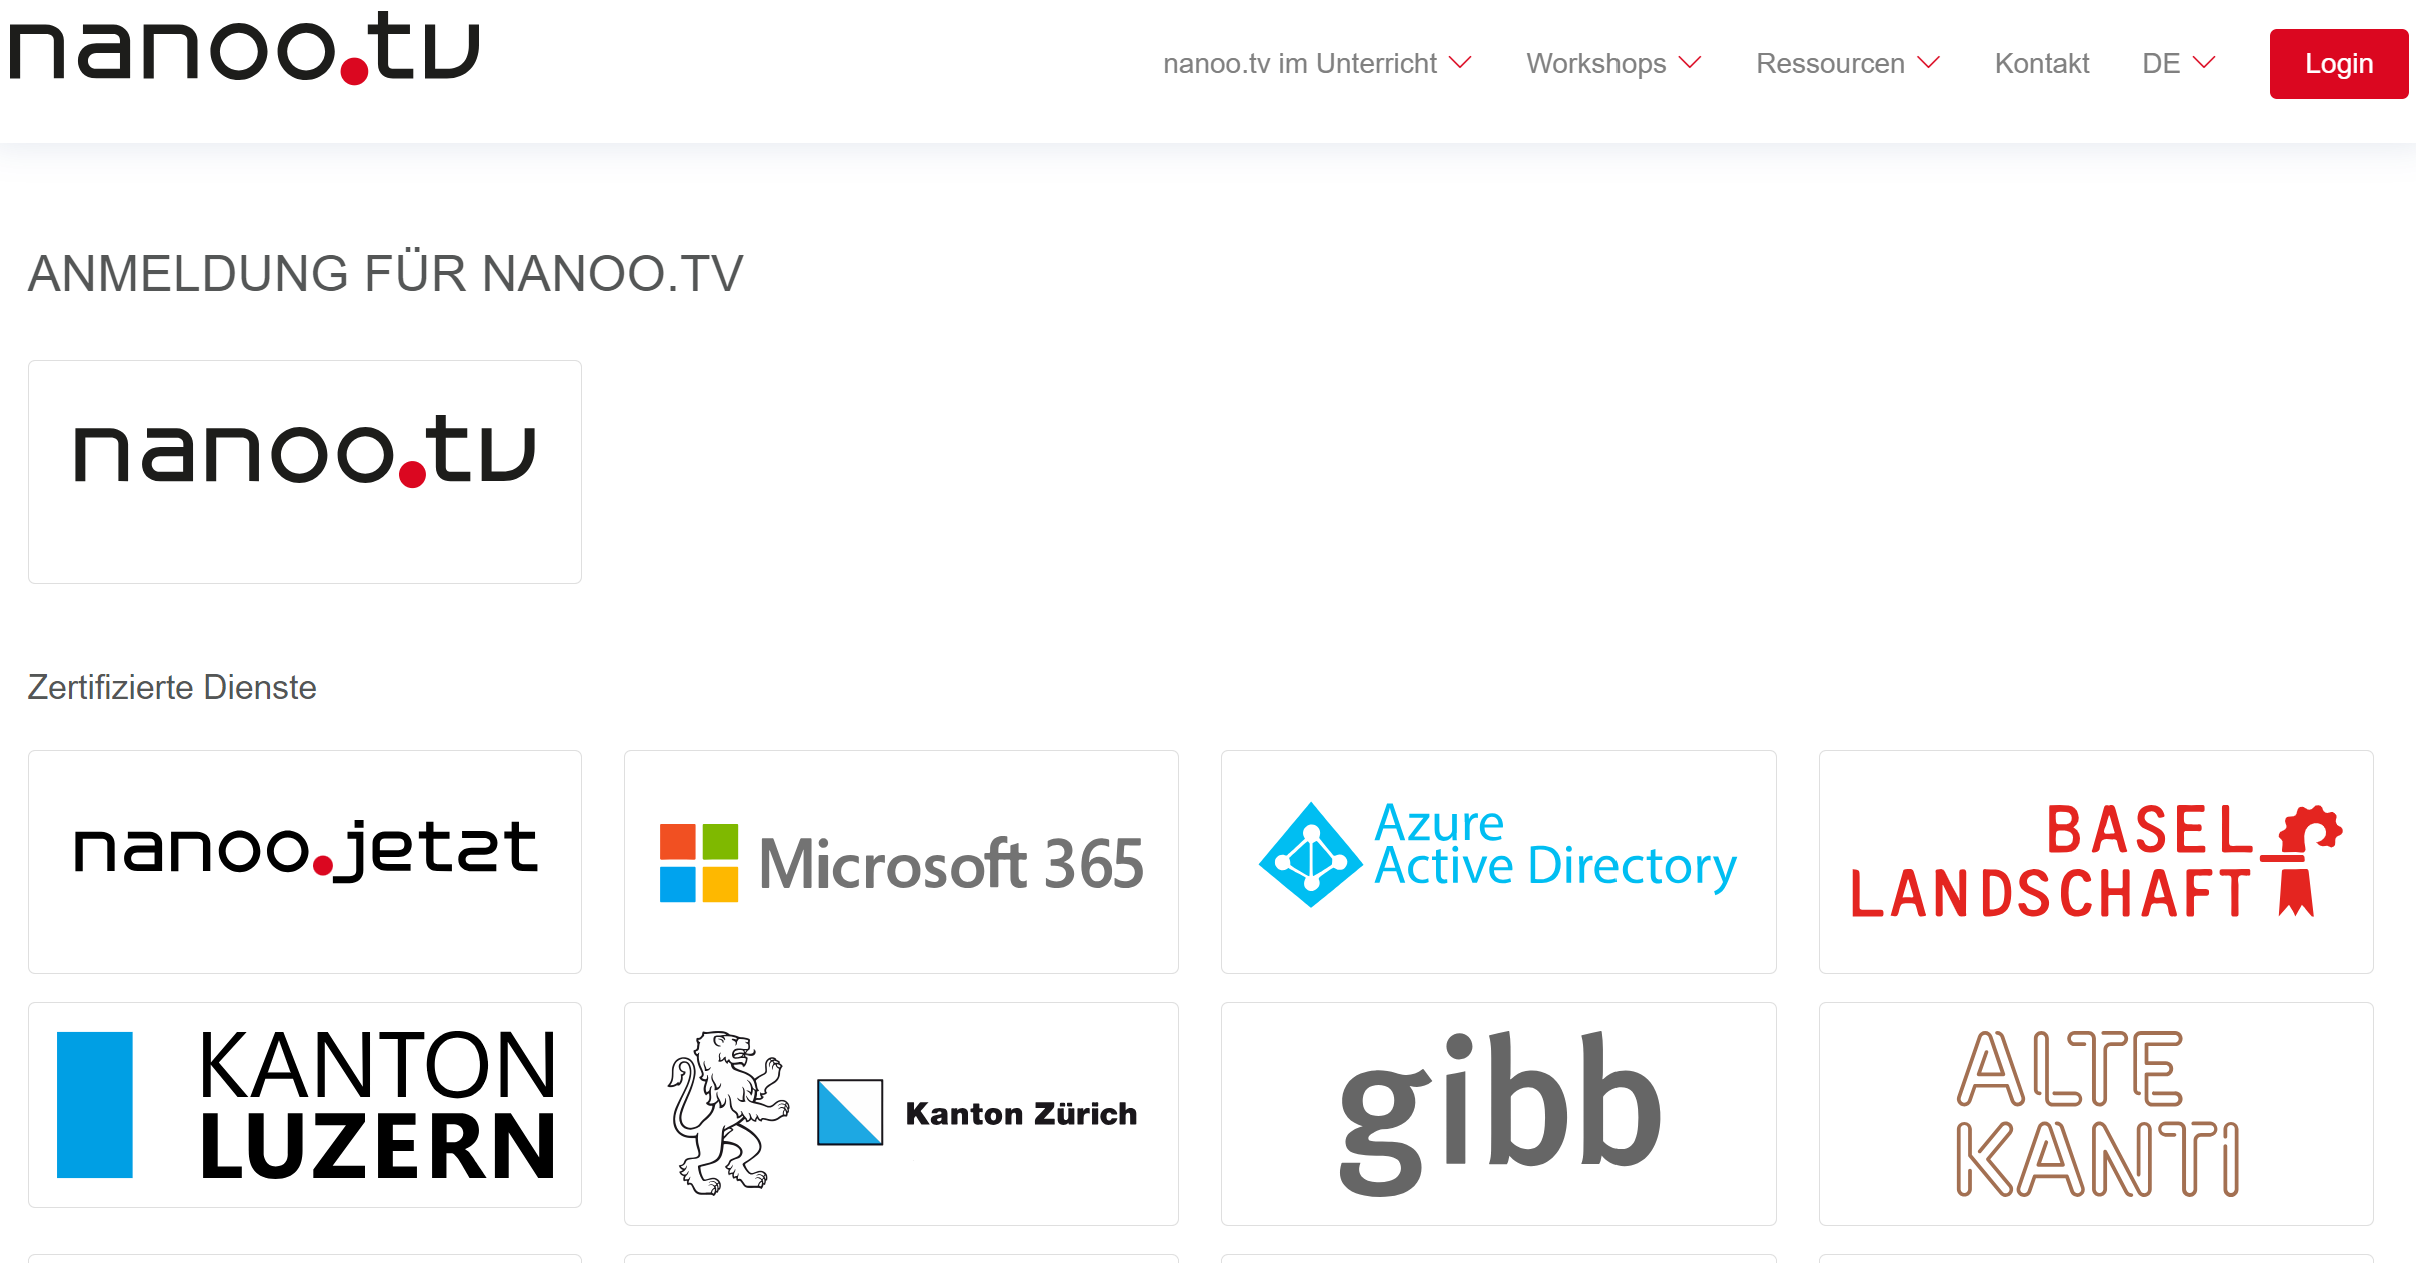 nanoo.tv
nanoo.tv im Unterricht
Workshops
Ressourcen
Kontakt
DE
Login
ANMELDUNG FÜR NANOO.TV
nanoo.tv
Zertifizierte Dienste
nanoo.jetzt
Microsoft 365
Azure
Active Directory
BASEL
LANDSCHAFT
KANTON
LUZERN
Kanton Zürich
gibb
ALTE
KANTI